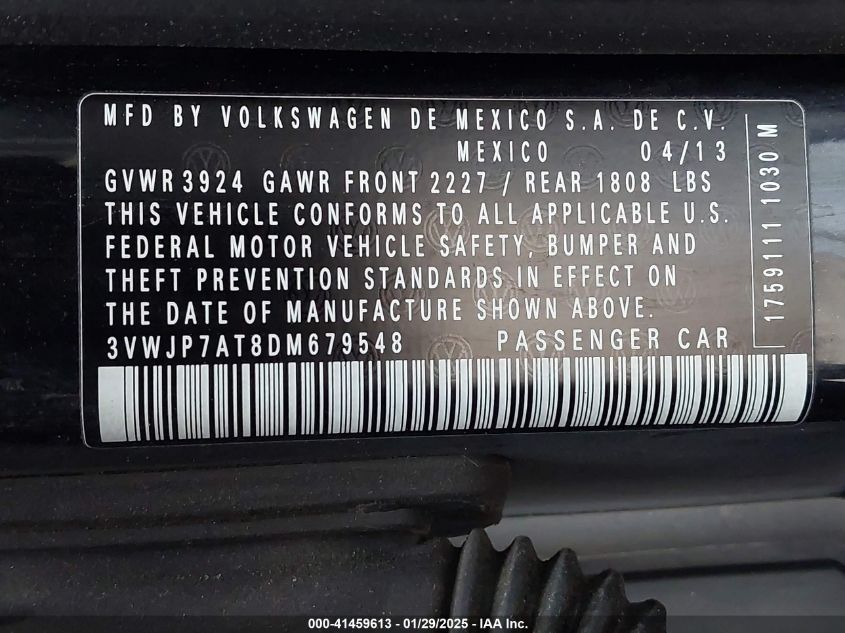 MFD BY VOLKSWAGEN DE MEXICO S.A. DE C.V.
MEXICO 04/13
GVWR 3924 GAWR FRONT 2227 / REAR 1808 LBS
THIS VEHICLE CONFORMS TO ALL APPLICABLE U.S.
FEDERAL MOTOR VEHICLE SAFETY, BUMPER AND
THEFT PREVENTION STANDARDS IN EFFECT ON
THE DATE OF MANUFACTURE SHOWN ABOVE.
3VWJP7AT8DM679548 PASSENGER CAR
1759111 1030 M
000-41459613 - 01/29/2025 - IAA Inc.